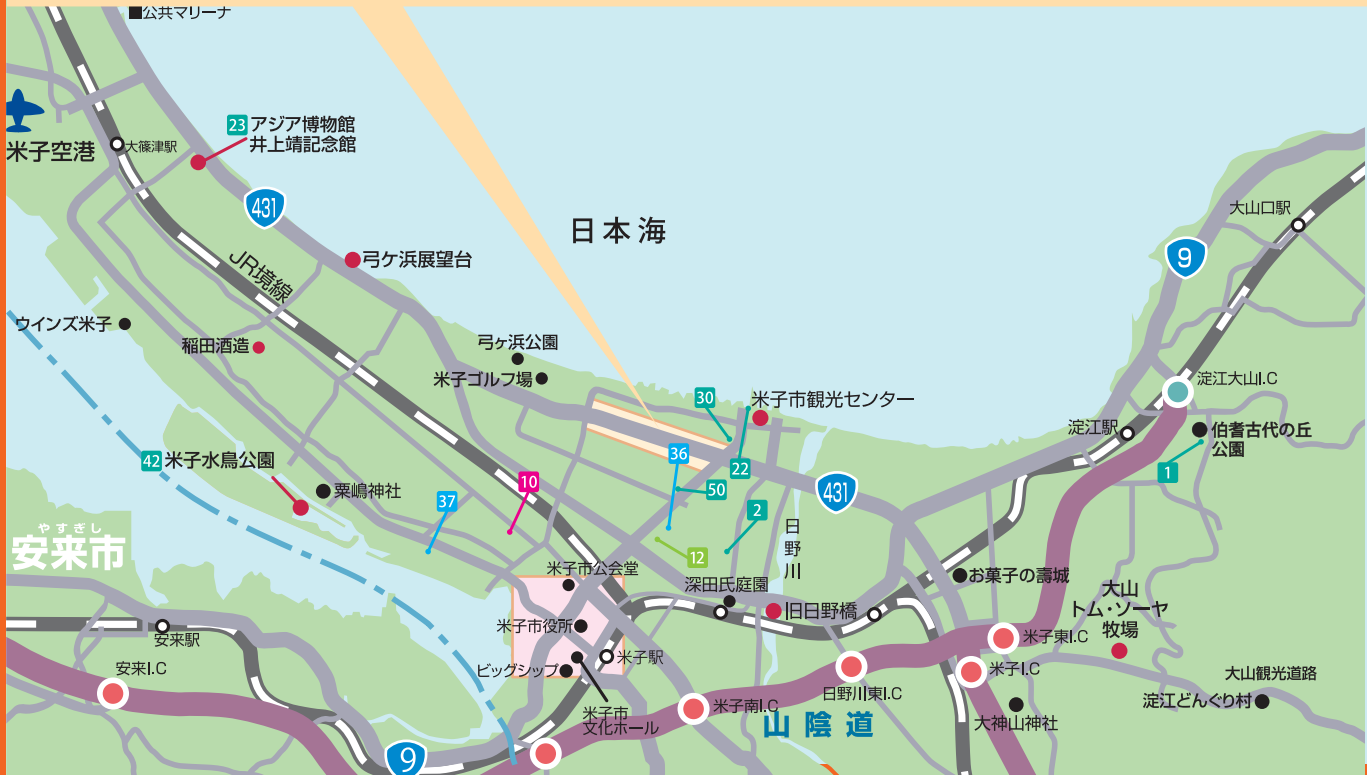 公共マリーナ
米子空港
大篠津駅
23 アジア博物館
井上靖記念館
431
日本海
大山口駅
9
弓ケ浜展望台
JR境線
ウインズ米子
稲田酒造
弓ヶ浜公園
米子ゴルフ場
淀江大山I.C
30
米子市観光センター
淀江駅
伯耆古代の丘
公園
1
36
22
42 米子水鳥公園
粟嶋神社
37
10
50
431
2
日野川
12
やすぎし
安来市
米子市公会堂
深田氏庭園
お菓子の壽城
大山
トム・ソーヤ
牧場
旧日野橋
米子市役所
安来駅
米子東I.C
米子駅
ビッグシップ
安来I.C
米子I.C
大山観光道路
日野川東I.C
淀江どんぐり村
米子南I.C
米子市
文化ホール
山陰道
大神山神社
9